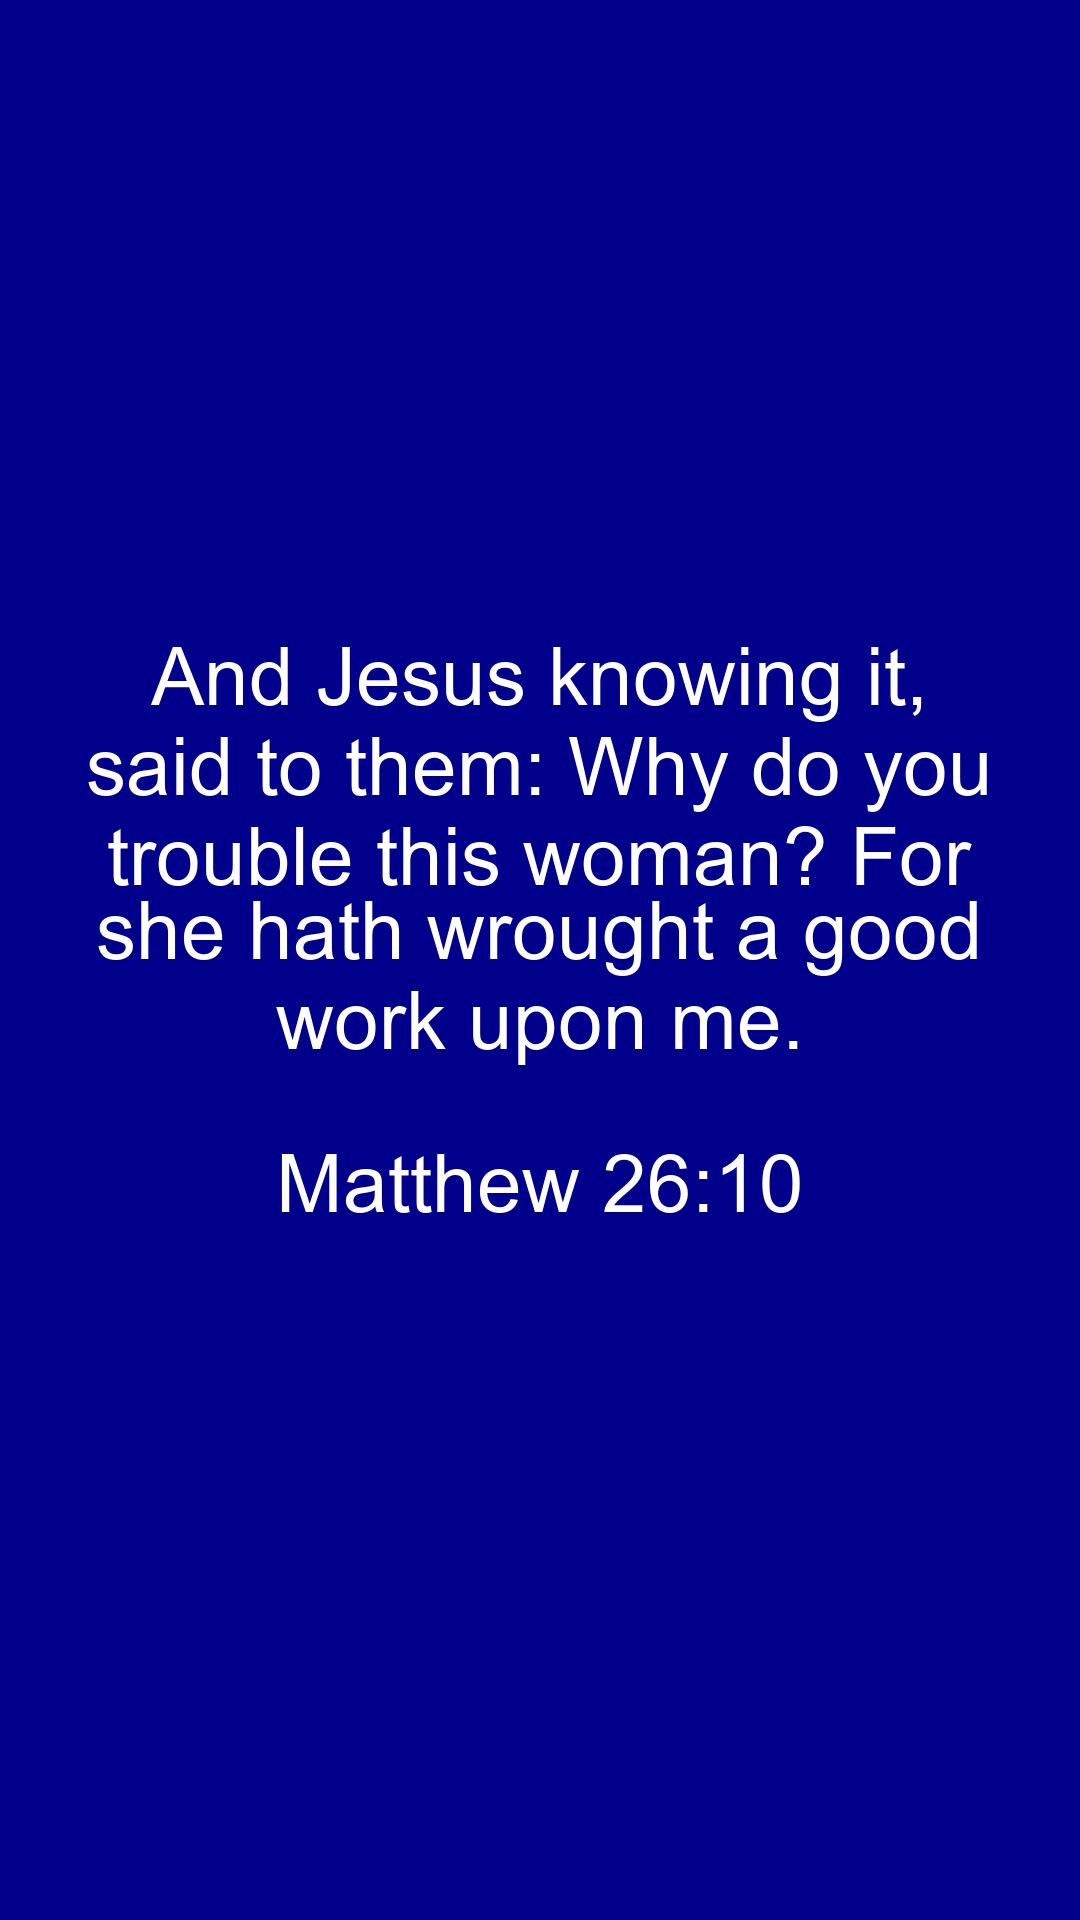 And Jesus knowing it,
said to them: Why do you
trouble this woman? For
she hath wrought a good
work upon me.
Matthew 26:10